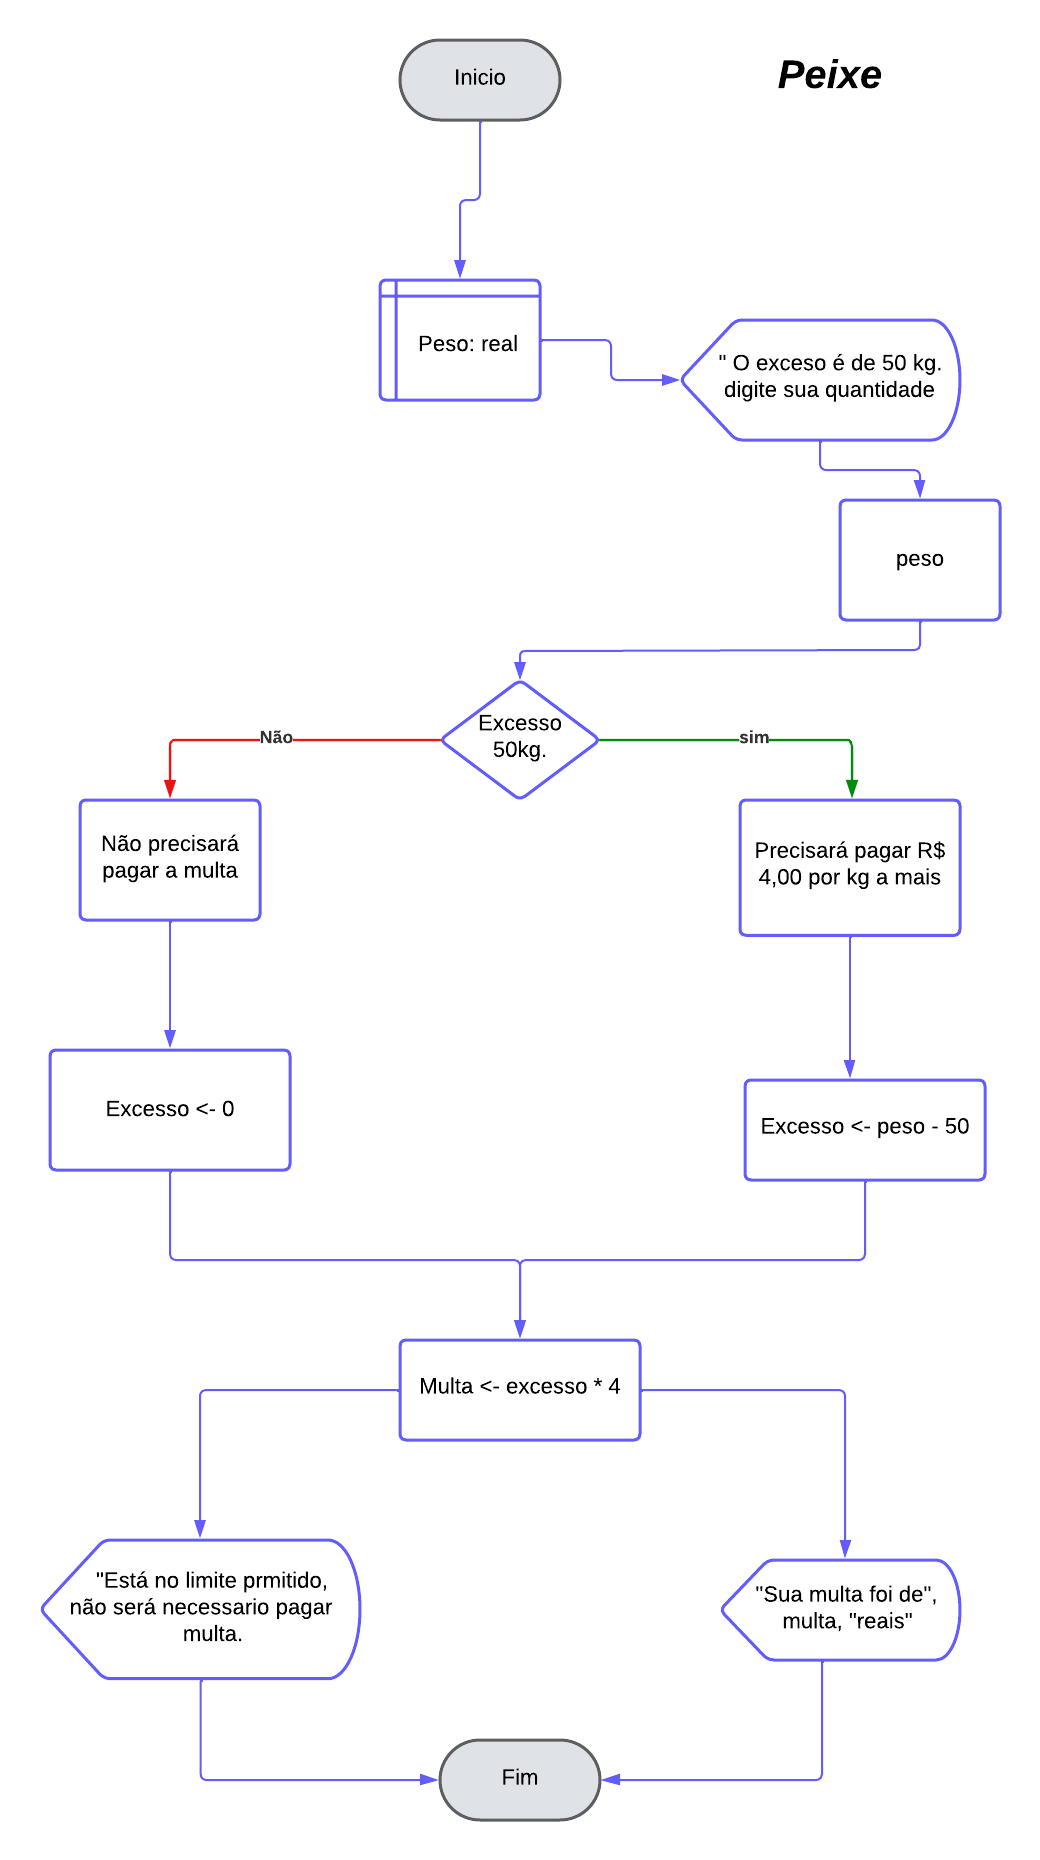 Inicio
Peixe
Peso: real
" O exceso é de 50 kg.
digite sua quantidade
peso
Excesso
50kg.
Não
sim
Não precisará
pagar a multa
Precisará pagar R$
4,00 por kg a mais
Excesso <- 0
Excesso <- peso - 50
Multa <- excesso * 4
"Está no limite prmitido,
não será necessario pagar
multa.
"Sua multa foi de",
multa, "reais"
Fim